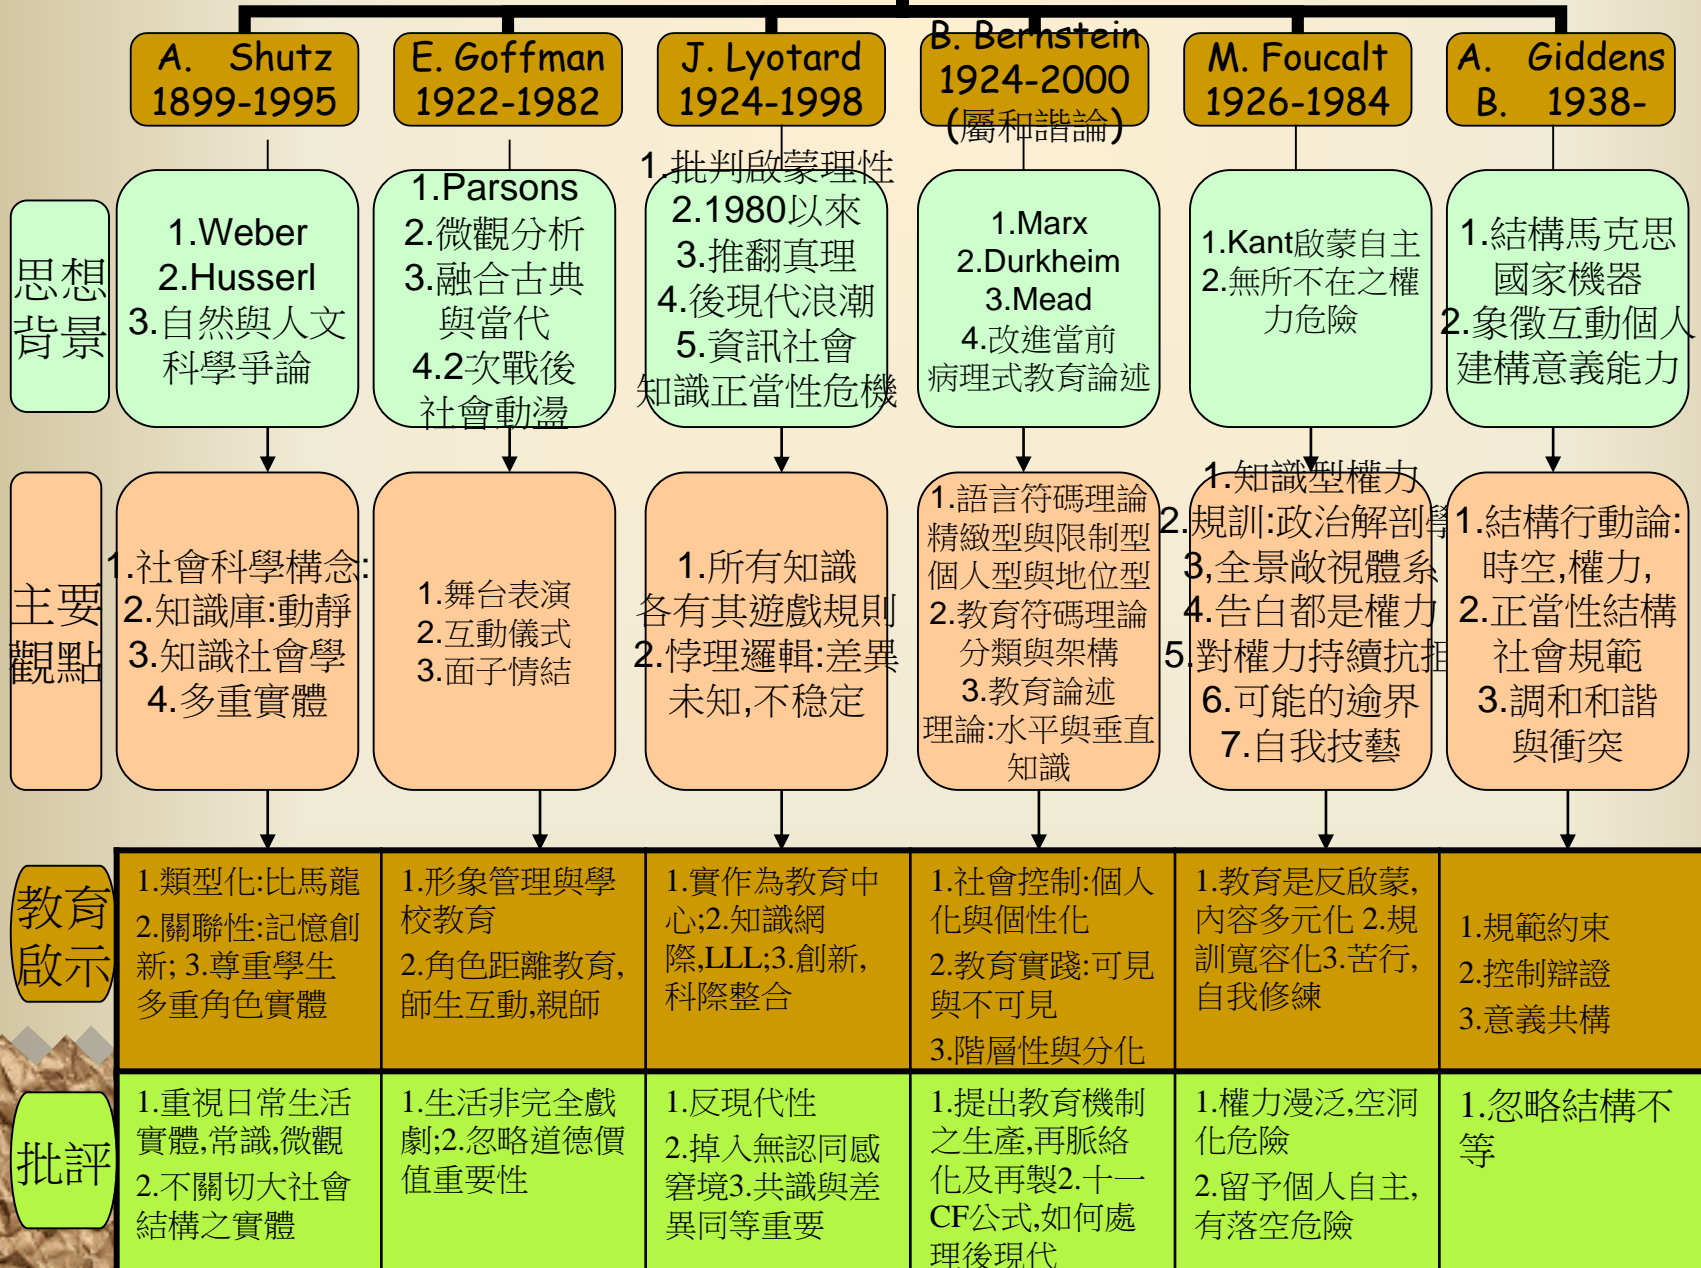 A. Shutz
1899-1995
E. Goffman
1922-1982
J. Lyotard
1924-1998
B. Bernstein
1924-2000
(屬和諧論)
M. Foucalt
1926-1984
A. Giddens
B. 1938-
思想
背景
1.Weber
2.Husserl
3.自然與人文
科學爭論
1.Parsons
2.微觀分析
3.融合古典
與當代
4.2次戰後
社會動盪
1.批判啟蒙理性
2.1980以來
3.推翻真理
4.後現代浪潮
5.資訊社會
知識正當性危機
1.Marx
2.Durkheim
3.Mead
4.改進當前
病理式教育論述
1.Kant啟蒙自主
2.無所不在之權
力危險
1.結構馬克思
國家機器
2.象徵互動個人
建構意義能力
主要
觀點
1.社會科學構念:
2.知識庫:動靜
3.知識社會學
4.多重實體
1.舞台表演
2.互動儀式
3.面子情結
1.所有知識
各有其遊戲規則
2.悖理邏輯:差異
未知,不稳定
1.語言符碼理論
精緻型與限制型
個人型與地位型
2.教育符碼理論
分類與架構
3.教育論述
理論:水平與垂直
知識
1.知識型權力
2.規訓:政治解剖學
3,全景敞視體系
4.告白都是權力
5.對權力持續抗拒
6.可能的逾界
7.自我技藝
1.結構行動論:
時空,權力,
2.正當性結構
社會規範
3.調和和諧
與衝突
教育
啟示
1.類型化:比馬龍
2.關聯性:記憶創
新; 3.尊重學生
多重角色實體
1.形象管理與學
校教育
2.角色距離教育,
師生互動,親師
1.實作為教育中
心;2.知識網
際,LLL;3.創新,
科際整合
1.社會控制:個人
化與個性化
2.教育實踐:可見
與不可見
3.階層性與分化
1.教育是反啟蒙,
內容多元化 2.規
訓寬容化3.苦行,
自我修練
1.規範約束
2.控制辯證
3.意義共構
批評
1.重視日常生活
實體,常識,微觀
2.不關切大社會
結構之實體
1.生活非完全戲
劇;2.忽略道德價
值重要性
1.反現代性
2.掉入無認同感
窘境3.共識與差
異同等重要
1.提出教育機制
之生產,再脈絡
化及再製2.十一
CF公式,如何處
理後現代
1.權力漫泛,空洞
化危險
2.留予個人自主,
有落空危險
1.忽略結構不
等